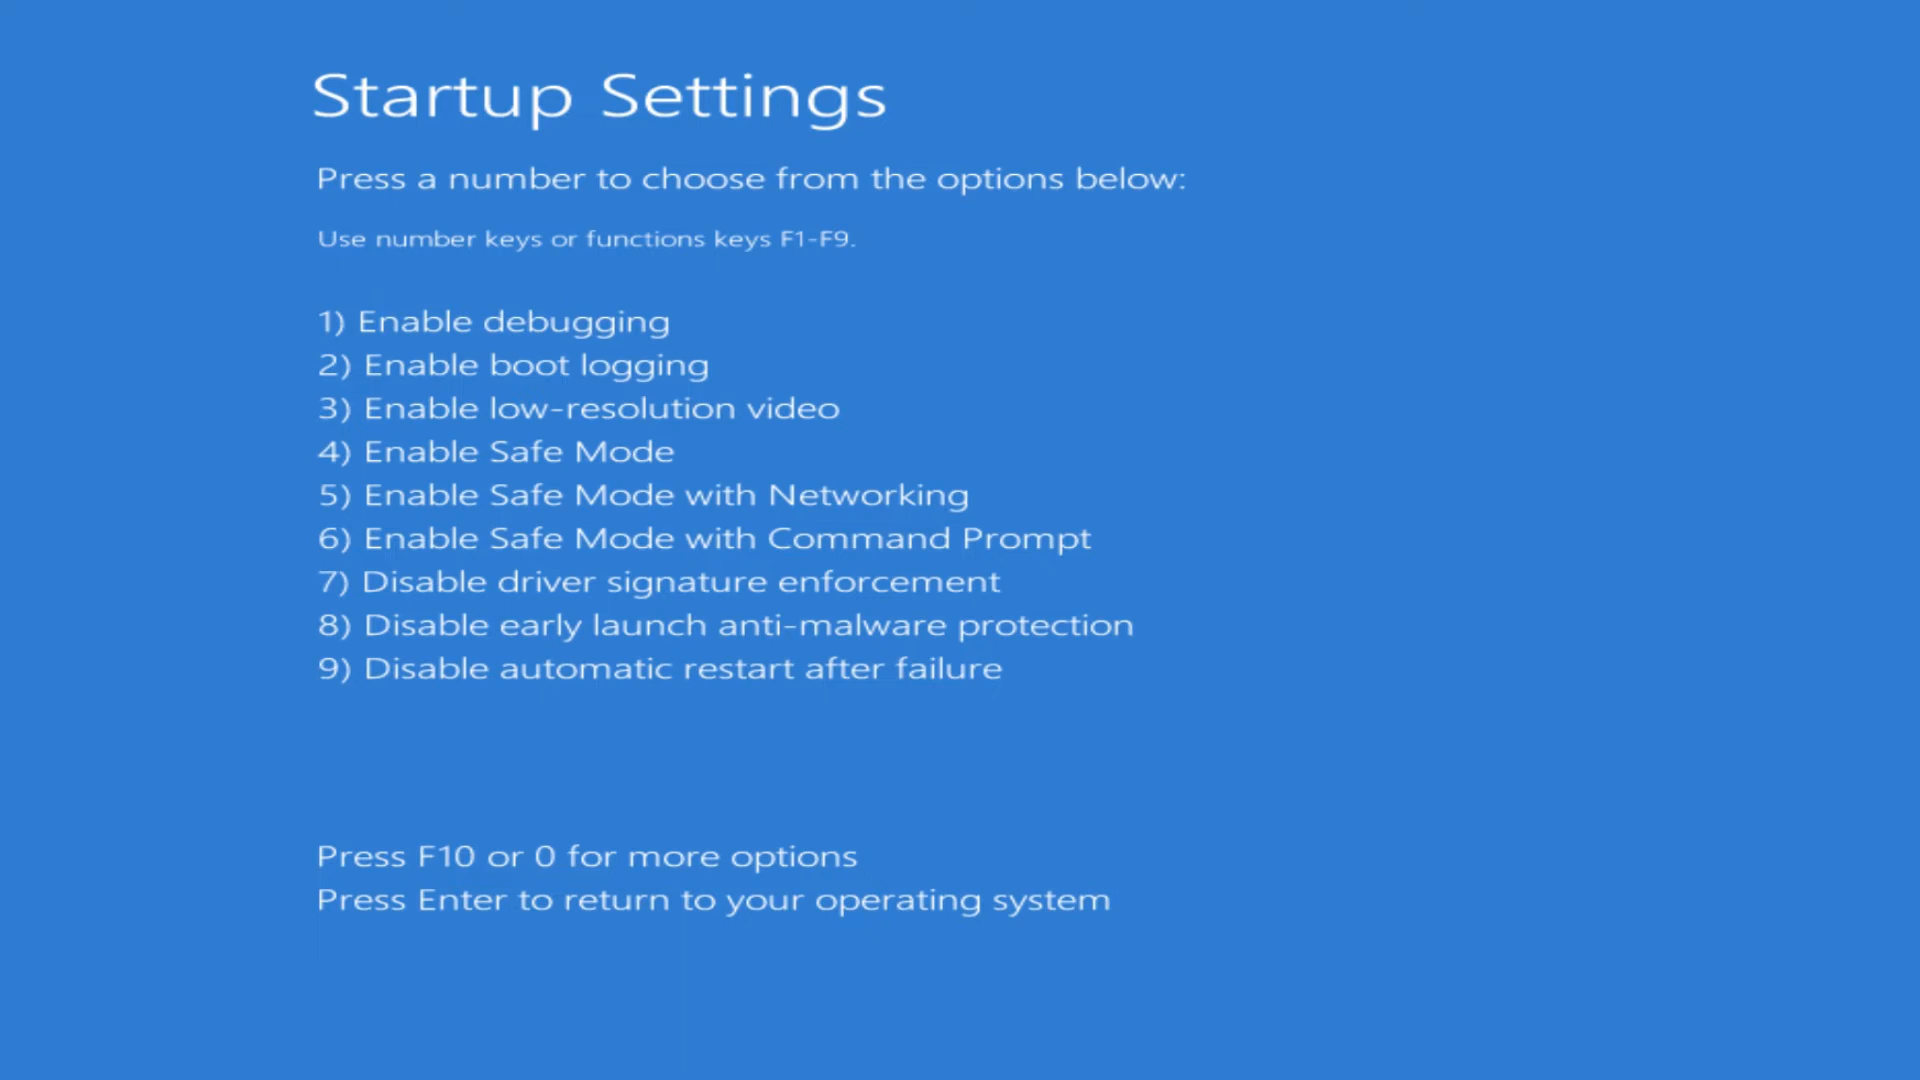 Startup Settings
Press a number to choose from the options below:
Use number keys or functions keys F1-F9.
1) Enable debugging
2) Enable boot logging
3) Enable low-resolution video
4) Enable Safe Mode
5) Enable Safe Mode with Networking
6) Enable Safe Mode with Command Prompt
7) Disable driver signature enforcement
8) Disable early launch anti-malware protection
9) Disable automatic restart after failure
Press F10 or 0 for more options
Press Enter to return to your operating system